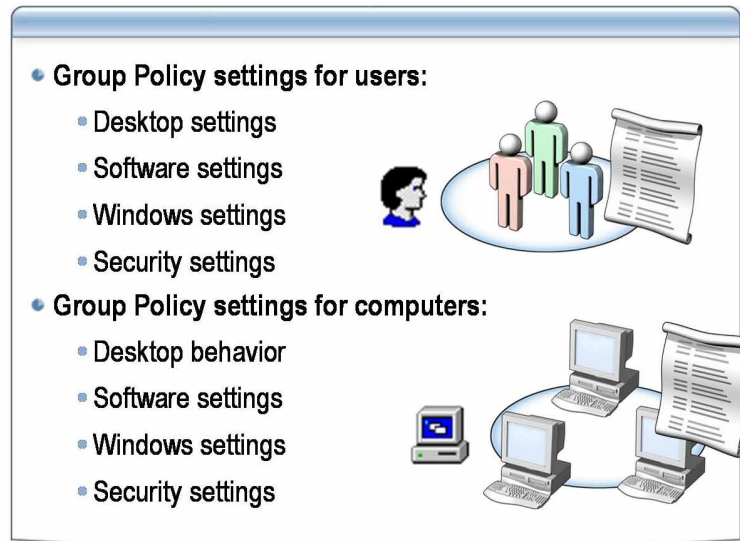 Group Policy settings for users:
Desktop settings
Software settings
Windows settings
Security settings
Group Policy settings for computers:
Desktop behavior
Software settings
Windows settings
Security settings